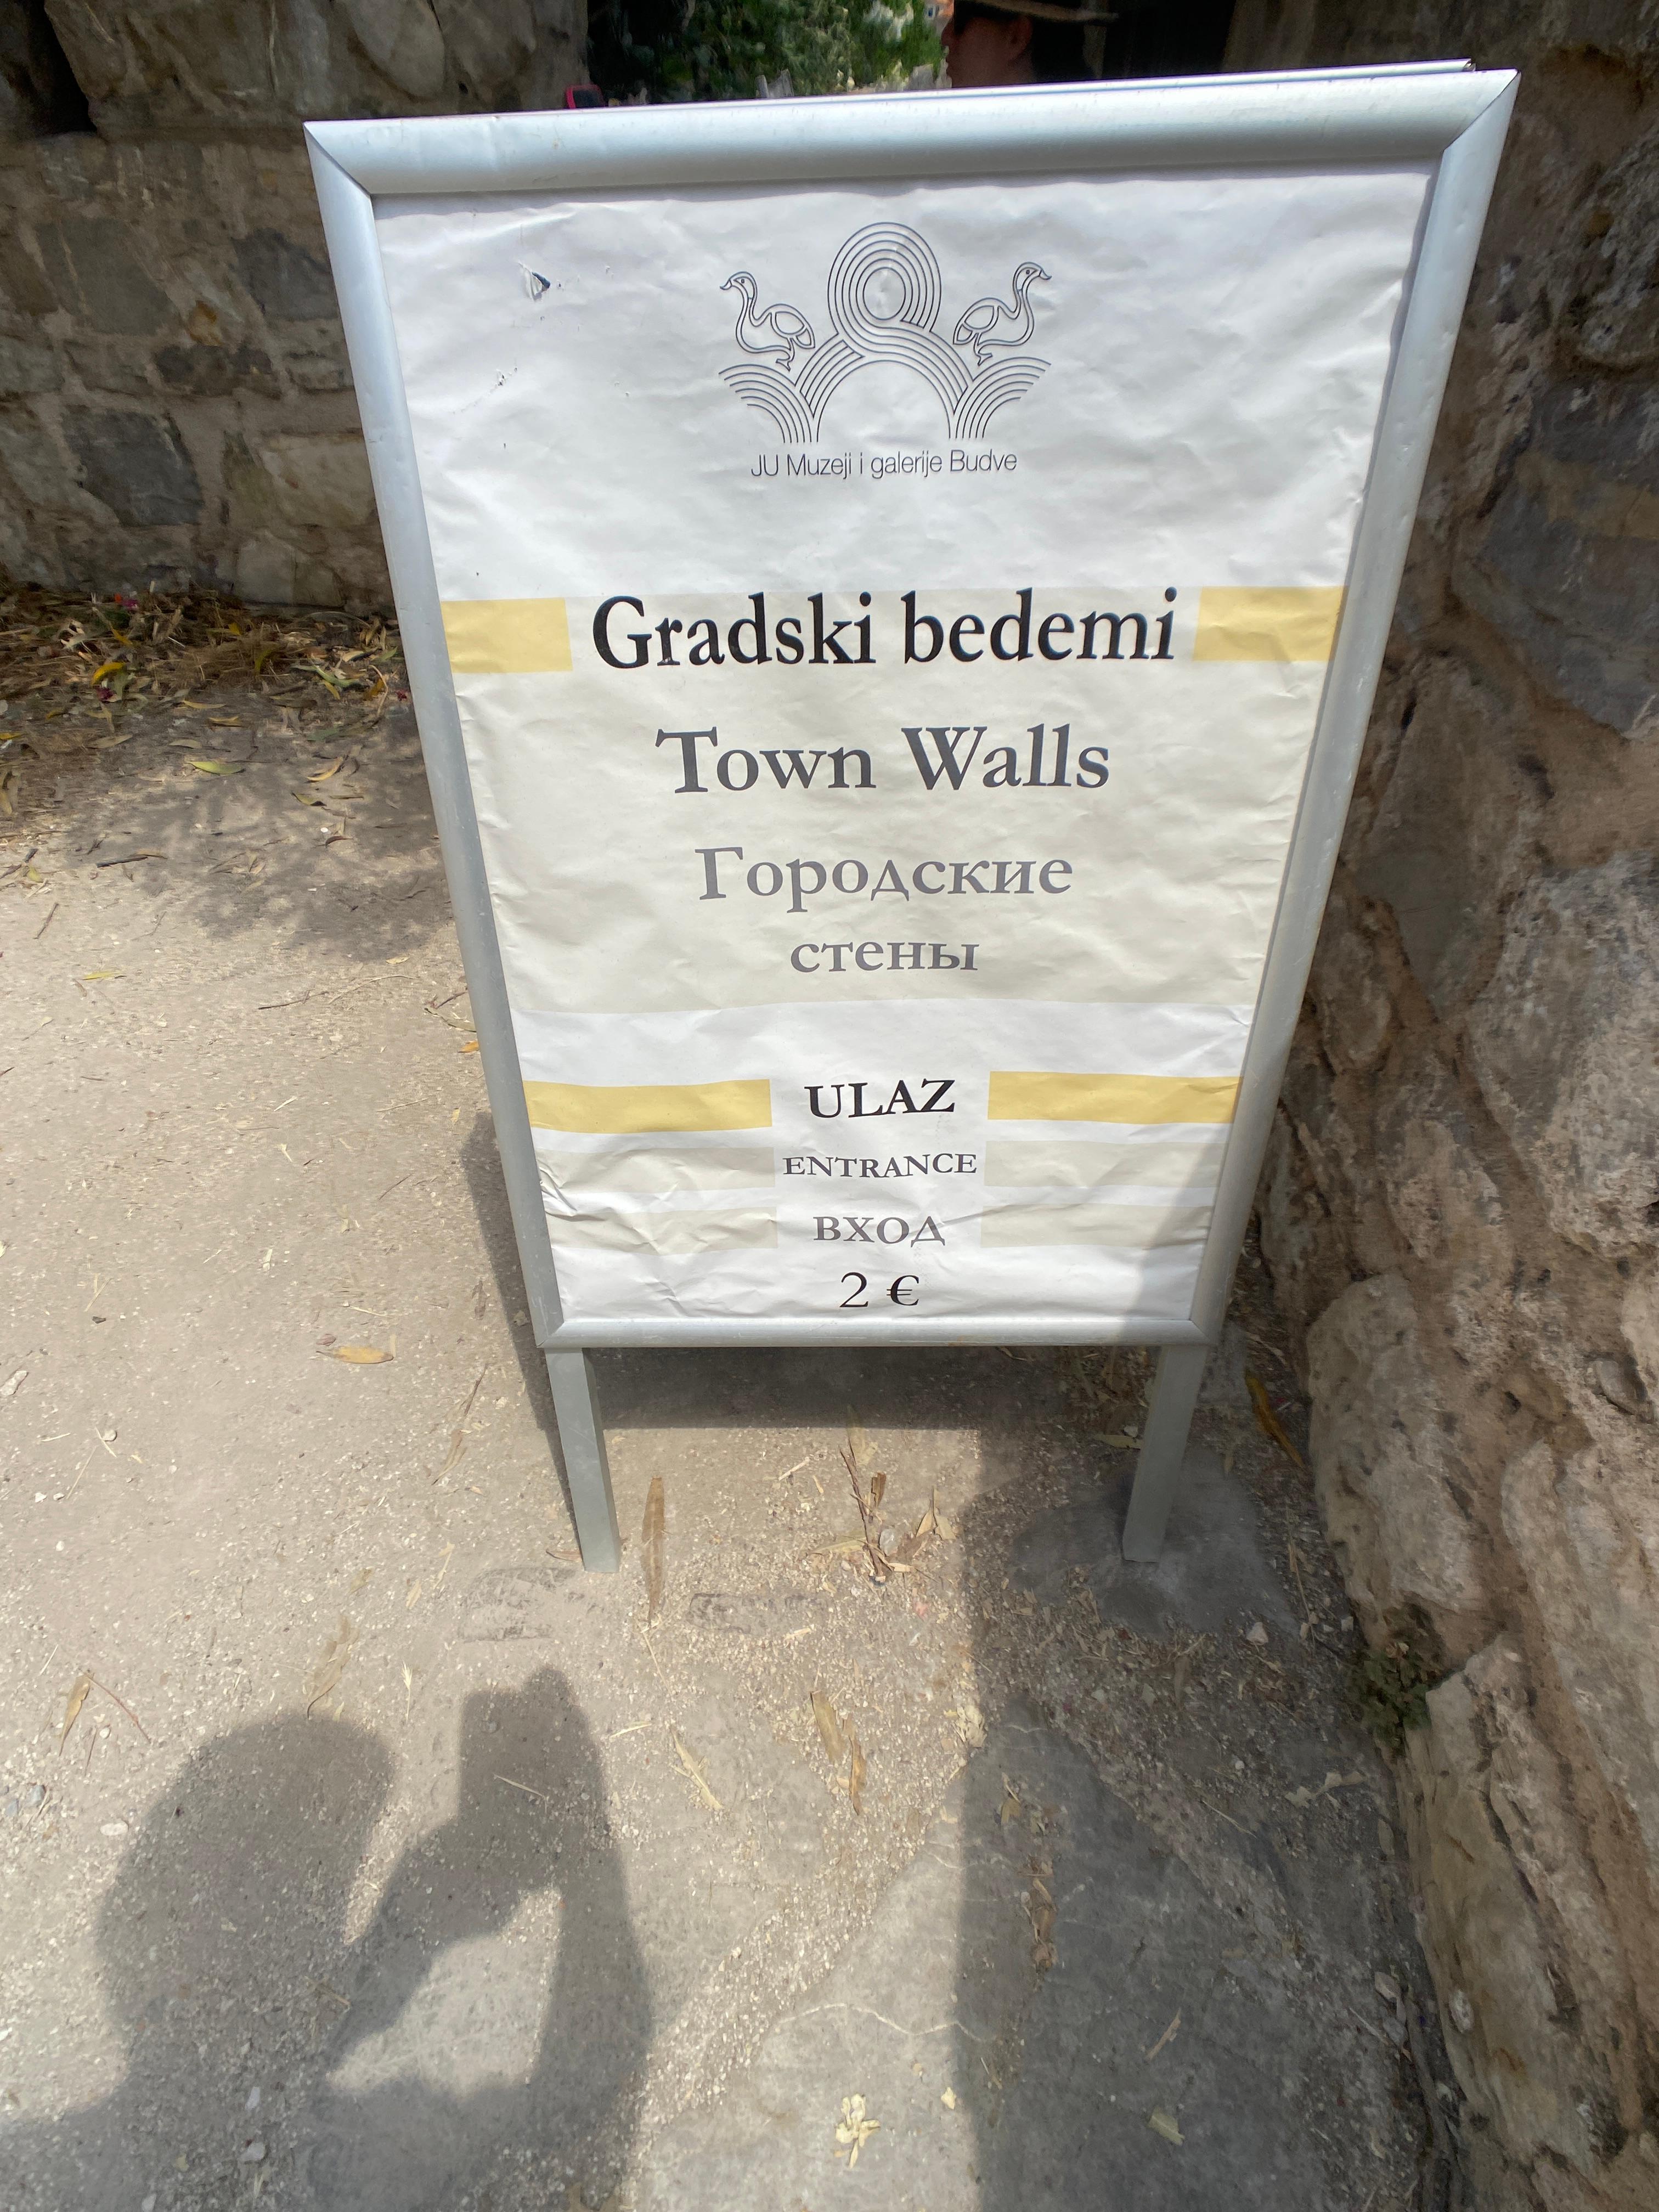 JU Muzeji i galerije Budve
Gradski bedemi
Town Walls
Городские
стены
ULAZ
ENTRANCE
ВХОД
2 €